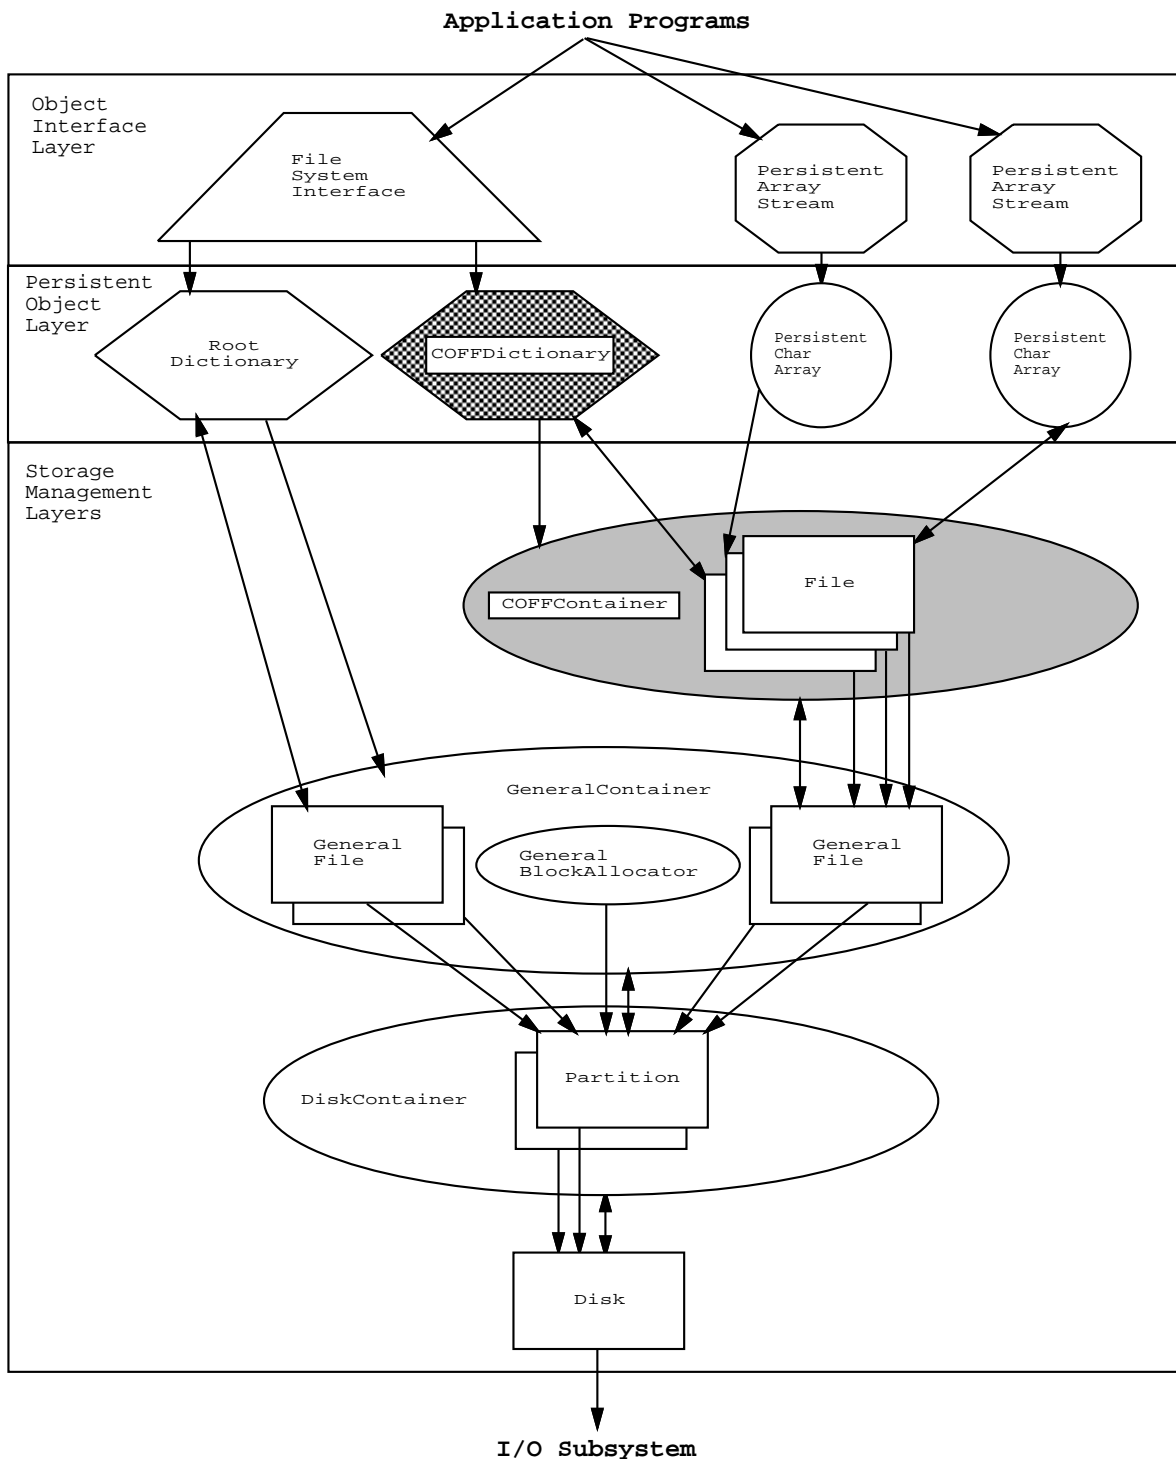 Application Programs
Object
Interface
Layer
File
System
Interface
Persistent
Array
Stream
Persistent
Array
Stream
Persistent
Object
Layer
Root
Dictionary
COFFDictionary
Persistent
Char
Array
Persistent
Char
Array
Storage
Management
Layers
File
COFFContainer
GeneralContainer
General
File
General
BlockAllocator
General
File
Partition
DiskContainer
Disk
I/O Subsystem